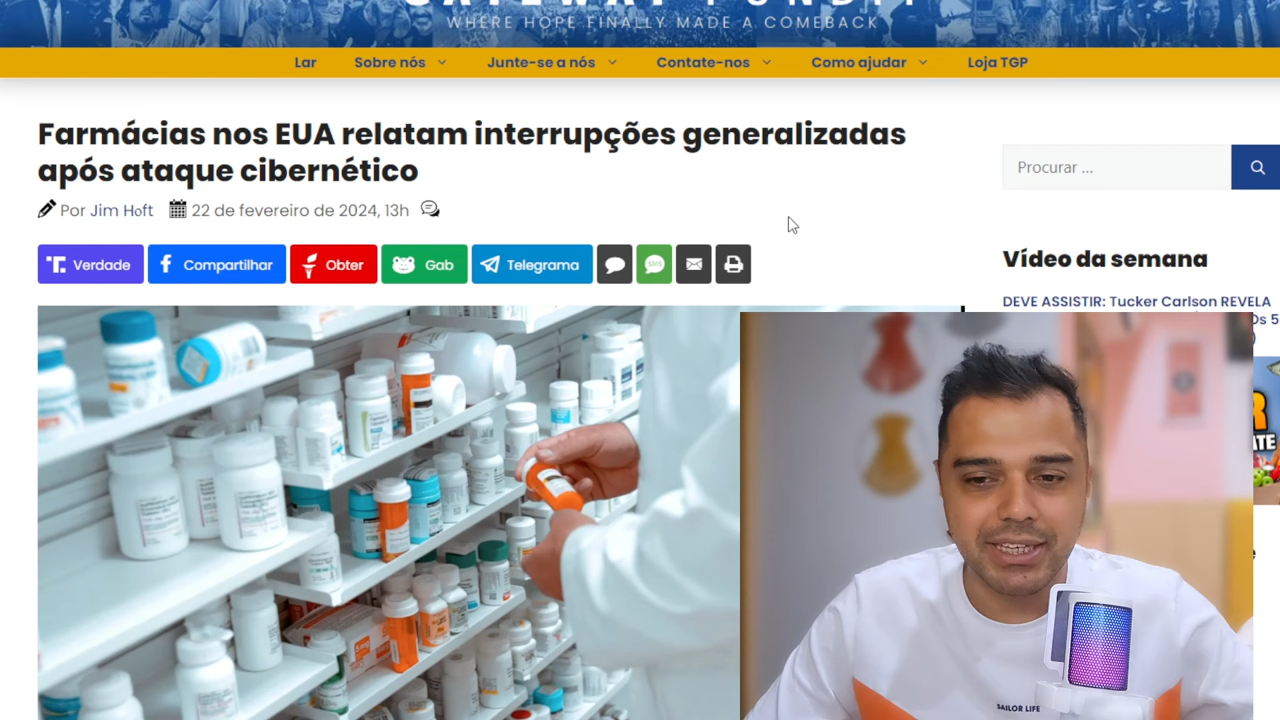 WHERE HOPE FINALLY MADE A COMEBACK
Lar Sobre nós Junte-se a nós Contate-nos Como ajudar Loja TGP
Farmácias nos EUA relatam interrupções generalizadas
após ataque cibernético
Por Jim Hoft 22 de fevereiro de 2024, 13h
Verdade Compartilhar Obter Gab Telegrama SMS
Procurar ...
Vídeo da semana
DEVE ASSISTIR: Tucker Carlson REVELA
SAILOR LIFE